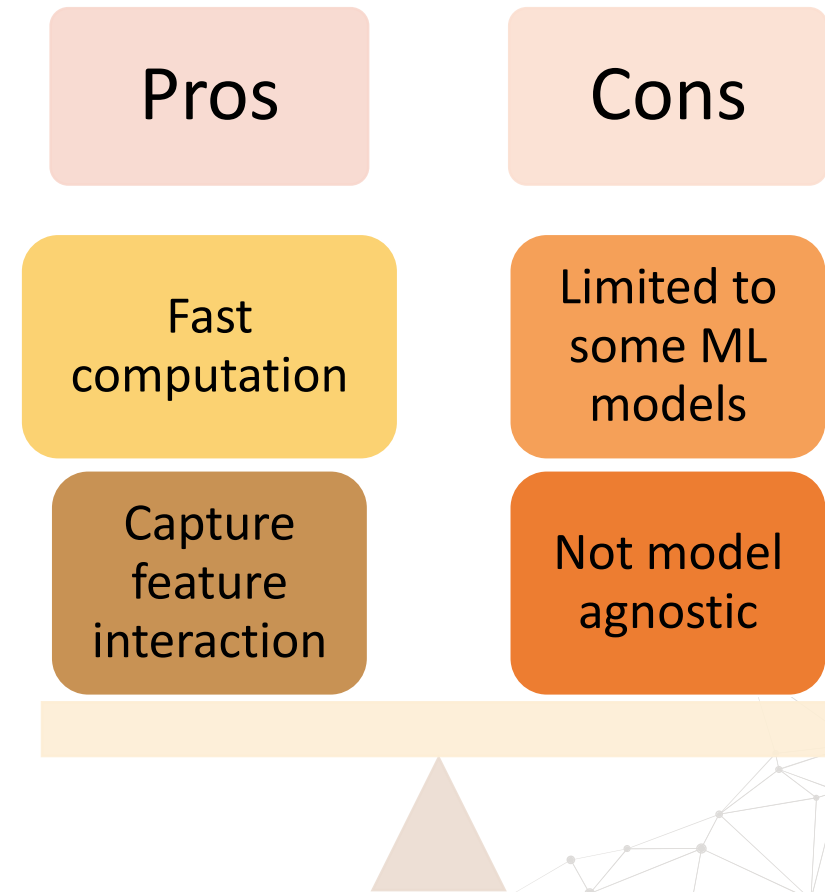 Pros
Cons
Fast
computation
Limited to
some ML
models
Capture
feature
interaction
Not model
agnostic